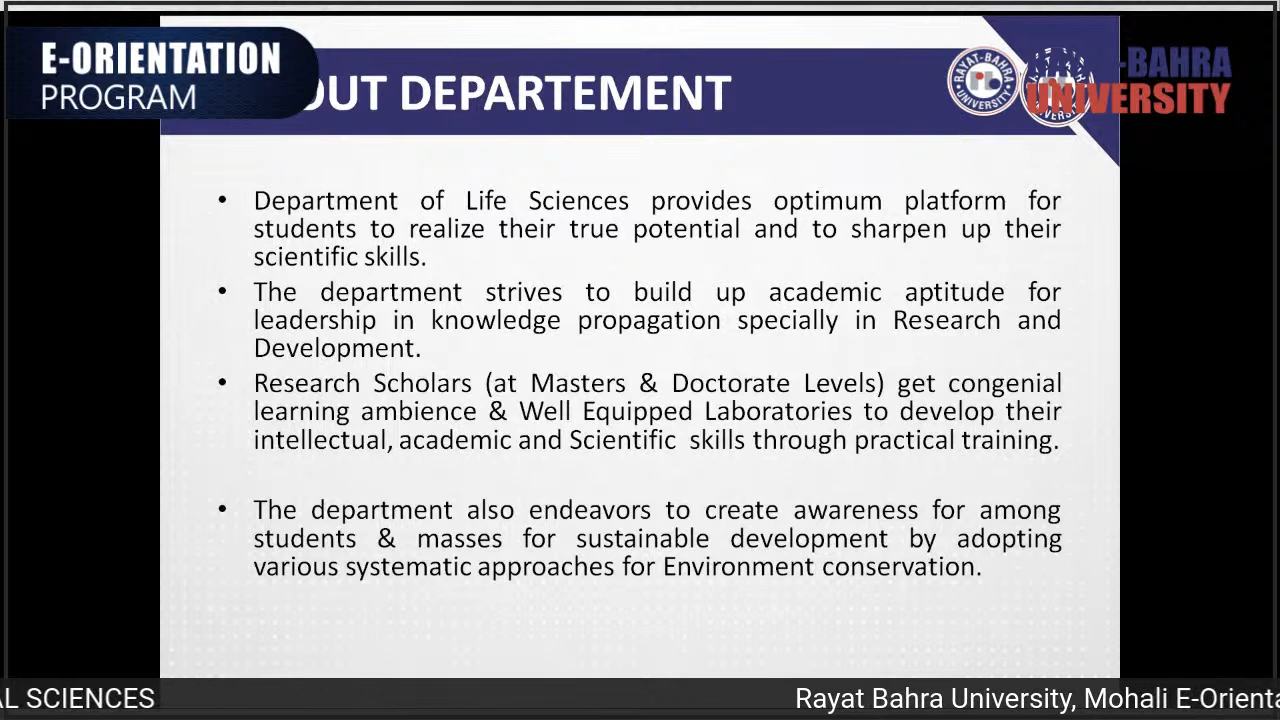 E-ORIENTATION
PROGRAM
OUT DEPARTEMENT
RAYAT-BAHRA
UNIVERSITY
-BAHRA
UNIVERSITY
• Department of Life Sciences provides optimum platform for
students to realize their true potential and to sharpen up their
scientific skills.
• The department strives to build up academic aptitude for
leadership in knowledge propagation specially in Research and
Development.
• Research Scholars (at Masters & Doctorate Levels) get congenial
learning ambience & Well Equipped Laboratories to develop their
intellectual, academic and Scientific skills through practical training.
• The department also endeavors to create awareness for among
students & masses for sustainable development by adopting
various systematic approaches for Environment conservation.
AL SCIENCES
Rayat Bahra University, Mohali E-Orienta